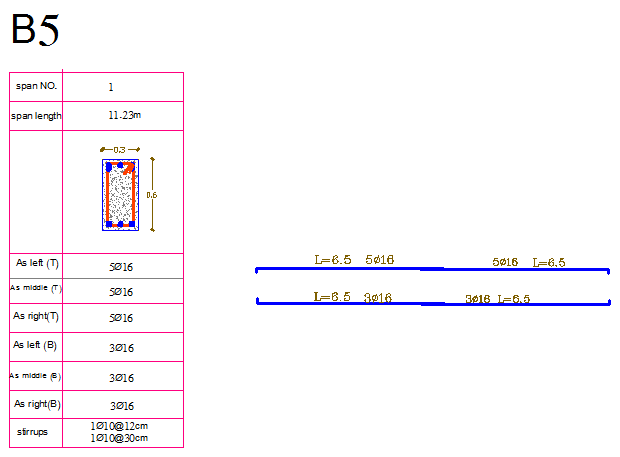 B5
span NO. 1
span length 11.23m
0.3
0.6
As left (T) 5Ø16
As middle (T) 5Ø16
As right(T) 5Ø16
As left (B) 3Ø16
As middle (B) 3Ø16
As right(B) 3Ø16
stirrups 1Ø10@12cm
1Ø10@30cm
L=6.5 5Ø16 5Ø16 L=6.5
L=6.5 3Ø16 3Ø16 L=6.5